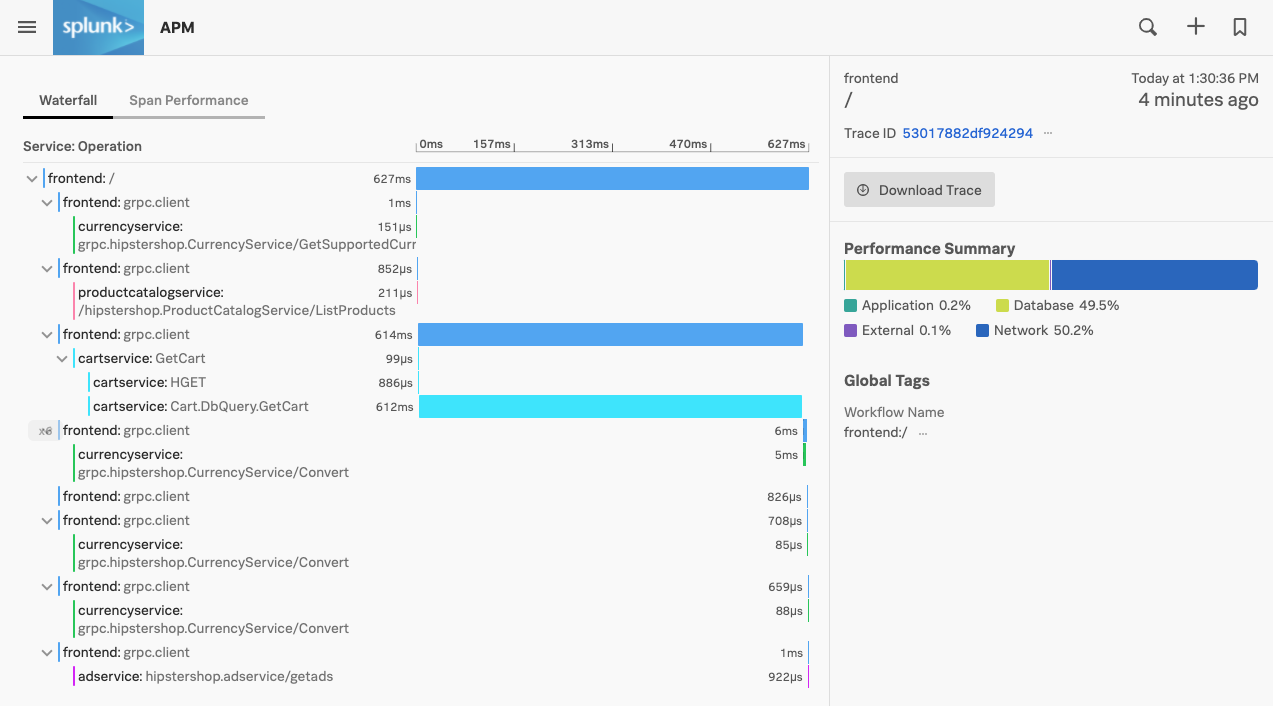 splunk> APM
Waterfall Span Performance
Service: Operation 0ms 157ms 313ms 470ms 627ms
frontend: / 627ms
frontend: grpc.client 1ms
currencyservice: 151µs
grpc.hipstershop.CurrencyService/GetSupportedCurr
frontend: grpc.client 852µs
productcatalogservice: 211µs
/hipstershop.ProductCatalogService/ListProducts
frontend: grpc.client 614ms
cartservice: GetCart 99µs
cartservice: HGET 886µs
cartservice: Cart.DbQuery.GetCart 612ms
x6 frontend: grpc.client 6ms
currencyservice: 5ms
grpc.hipstershop.CurrencyService/Convert
frontend: grpc.client 826µs
frontend: grpc.client 708µs
currencyservice: 85µs
grpc.hipstershop.CurrencyService/Convert
frontend: grpc.client 659µs
currencyservice: 88µs
grpc.hipstershop.CurrencyService/Convert
frontend: grpc.client 1ms
adservice: hipstershop.adservice/getads 922µs
frontend Today at 1:30:36 PM
/ 4 minutes ago
Trace ID 53017882df924294 ...
Download Trace
Performance Summary
Application 0.2% Database 49.5%
External 0.1% Network 50.2%
Global Tags
Workflow Name
frontend:/ ...